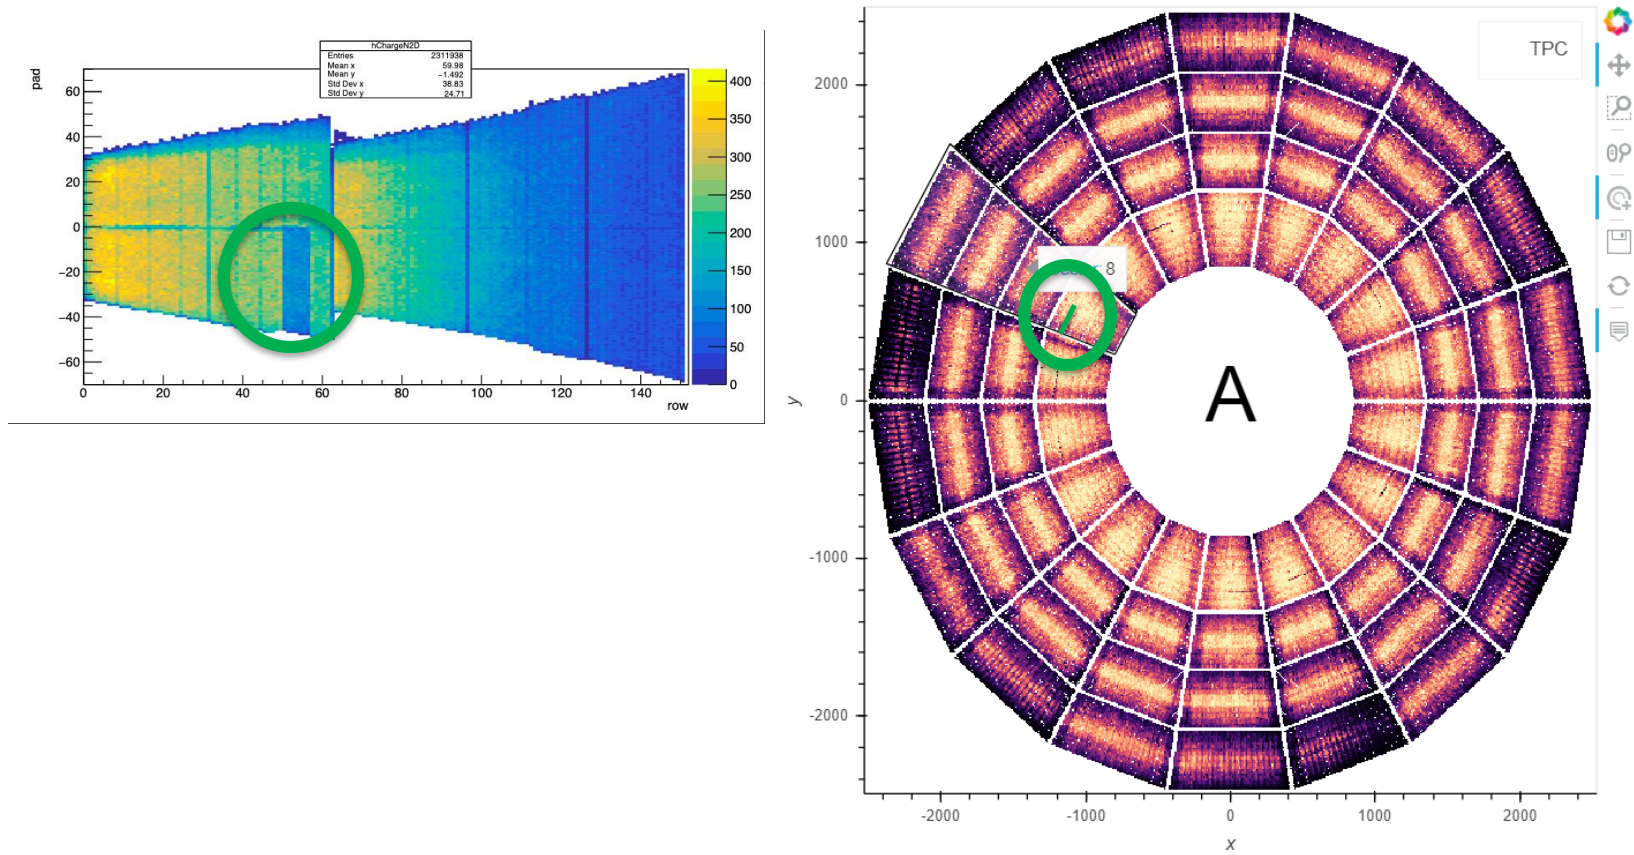 hChargeN2D
Entries 2311938
Mean x 59.98
Mean y −1.492
Std Dev x 38.83
Std Dev y 24.71
pad
60
40
20
0
−20
−40
−60
0 20 40 60 80 100 120 140
row
400
350
300
250
200
150
100
50
0
TPC
8
A
y
2000
1000
0
-1000
-2000
-2000 -1000 0 1000 2000
x